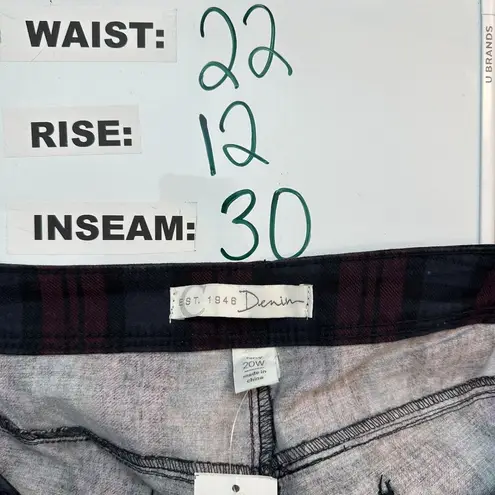 WAIST: 22
U BRANDS
RISE: 12
INSEAM: 30
C
EST. 1946 Denim
20W
made in
china